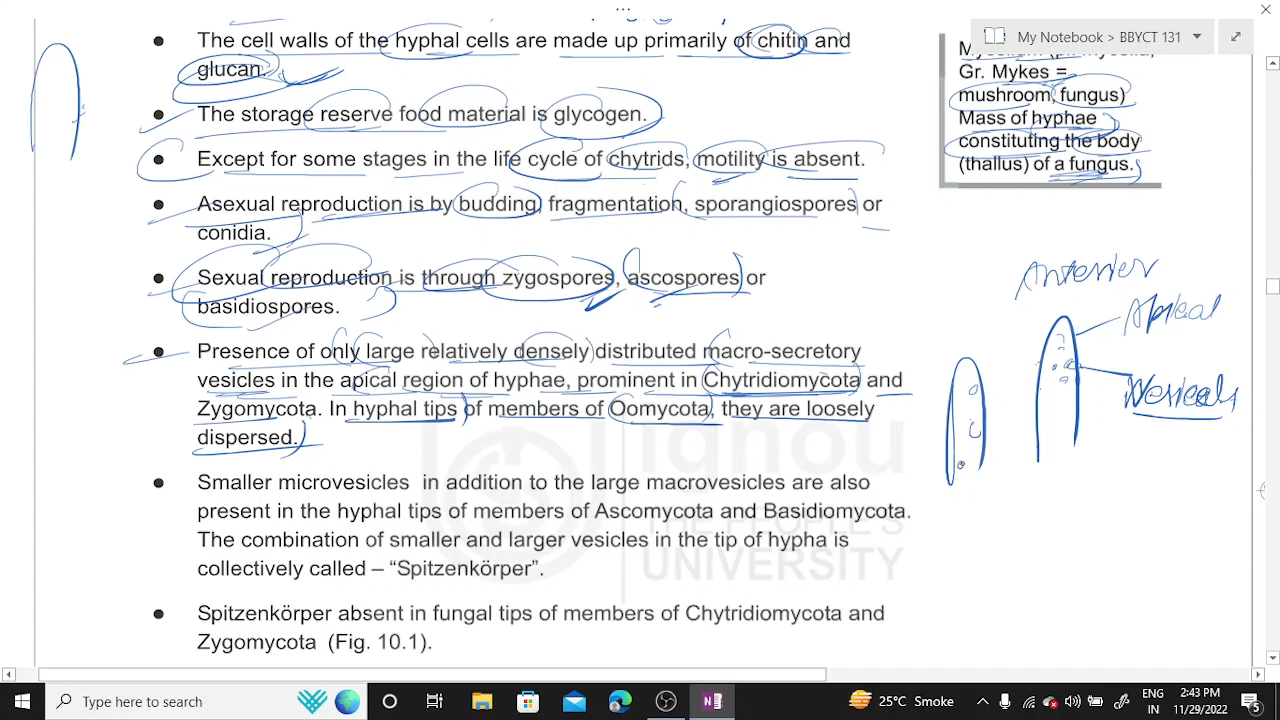 The cell walls of the hyphal cells are made up primarily of chitin and
glucan.
• The storage reserve food material is glycogen.
• Except for some stages in the life cycle of chytrids, motility is absent.
• Asexual reproduction is by budding, fragmentation, sporangiospores or
conidia.
• Sexual reproduction is through zygospores, ascospores or
basidiospores.
• Presence of only large relatively densely distributed macro-secretory
vesicles in the apical region of hyphae, prominent in Chytridiomycota and
Zygomycota. In hyphal tips of members of Oomycota, they are loosely
dispersed.
• Smaller microvesicles in addition to the large macrovesicles are also
present in the hyphal tips of members of Ascomycota and Basidiomycota.
The combination of smaller and larger vesicles in the tip of hypha is
collectively called – “Spitzenkörper”.
• Spitzenkörper absent in fungal tips of members of Chytridiomycota and
Zygomycota (Fig. 10.1).
ignou
THE PEOPLE'S
UNIVERSITY
My Notebook > BBYCT 131
Gr. Mykes =
mushroom, fungus)
Mass of hyphae
constituting the body
(thallus) of a fungus.
Anterior
Apical
Type here to search
25°C Smoke
ENG
IN
2:43 PM
11/29/2022
5